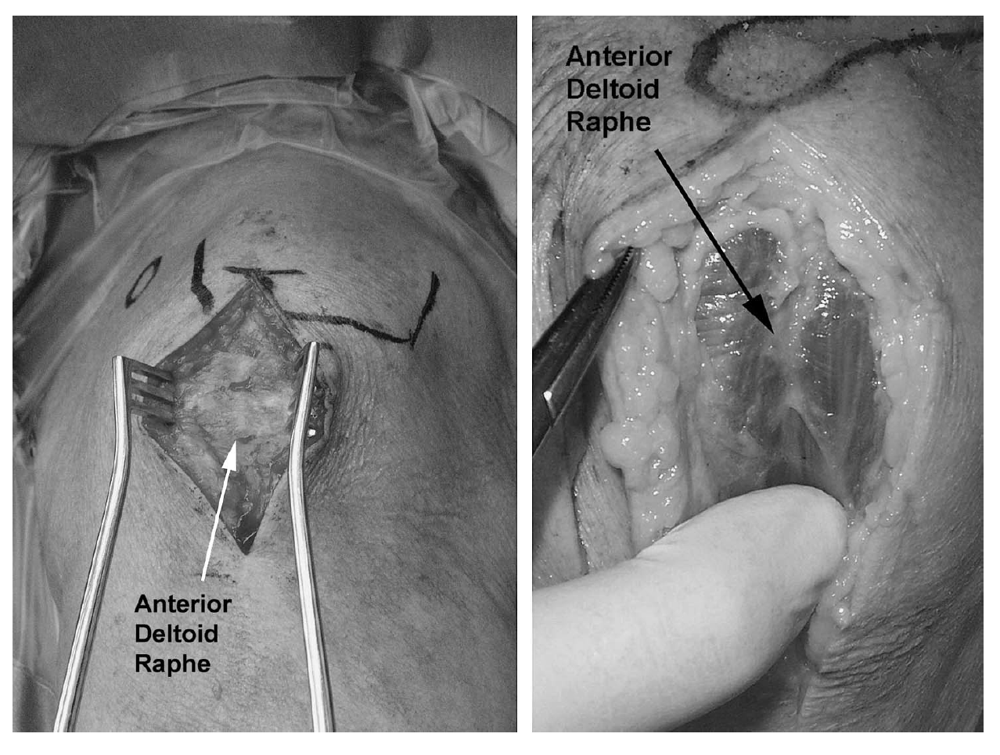 Anterior
Deltoid
Raphe
Anterior
Deltoid
Raphe